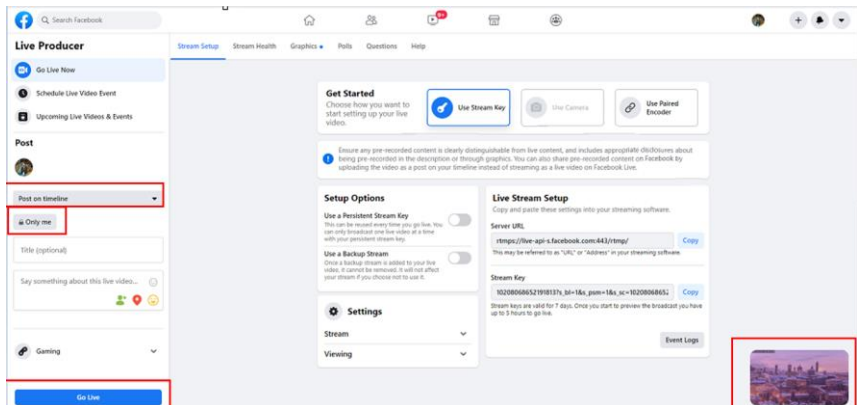 Search Facebook
9+
Live Producer
Go Live Now
Schedule Live Video Event
Upcoming Live Videos & Events
Post
Post on timeline
Only me
Title (optional)
Say something about this live video...
Gaming
Go Live
Stream Setup
Stream Health
Graphics
Polls
Questions
Help
Get Started
Choose how you want to
start setting up your live
video.
Use Stream Key
Use Camera
Use Paired
Encoder
Ensure any pre-recorded content is clearly distinguishable from live content, and includes appropriate disclosures about
being pre-recorded in the description or through graphics. You can also share pre-recorded content on Facebook by
uploading the video as a post on your timeline instead of streaming as a live video on Facebook Live.
Setup Options
Use a Persistent Stream Key
This can be reused every time you go live. You
can only broadcast one live video at a time
with your persistent stream key.
Use a Backup Stream
Once a backup stream is added to your live
video, it cannot be removed. It will not affect
your stream if you choose not to use it.
Settings
Stream
Viewing
Live Stream Setup
Copy and paste these settings into your streaming software.
Server URL
rtmps://live-api-s.facebook.com:443/rtmp/
Copy
This may be referred to as "URL" or "Address" in your streaming software.
Stream Key
Copy
Stream keys are valid for 7 days. Once you start to preview the broadcast you have
up to 5 hours to go live.
Event Logs